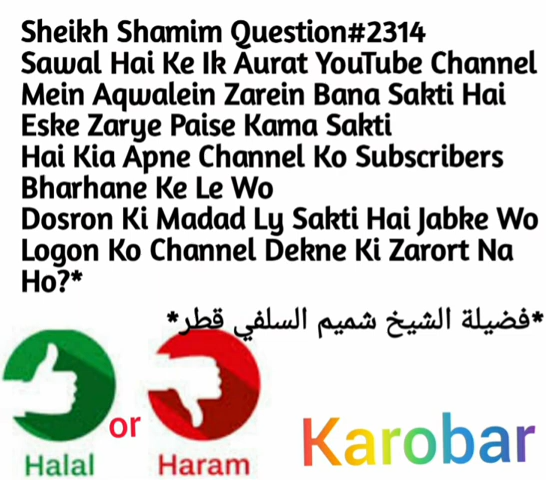 Sheikh Shamim Question#2314
Sawal Hai Ke Ik Aurat YouTube Channel
Mein Aqwalein Zarein Bana Sakti Hai
Eske Zarye Paise Kama Sakti
Hai Kia Apne Channel Ko Subscribers
Bharhane Ke Le Wo
Dosron Ki Madad Ly Sakti Hai Jabke Wo
Logon Ko Channel Dekne Ki Zarort Na
Ho?*
*فضيلة الشيخ شميم السلفي قطر*
or
Halal Haram
Karobar